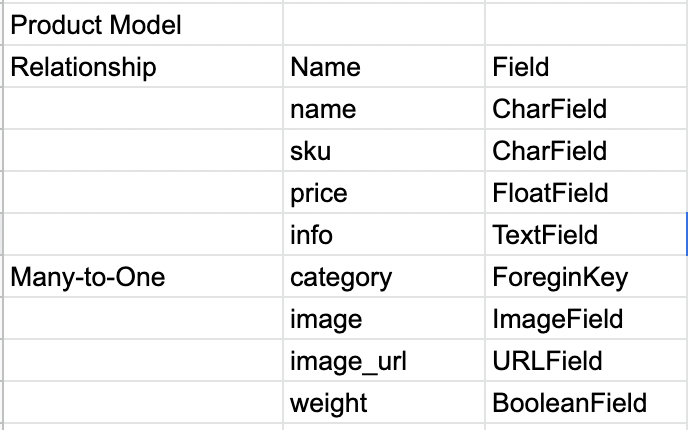 Product Model
Relationship Name Field
name CharField
sku CharField
price FloatField
info TextField
Many-to-One category ForeginKey
image ImageField
image_url URLField
weight BooleanField